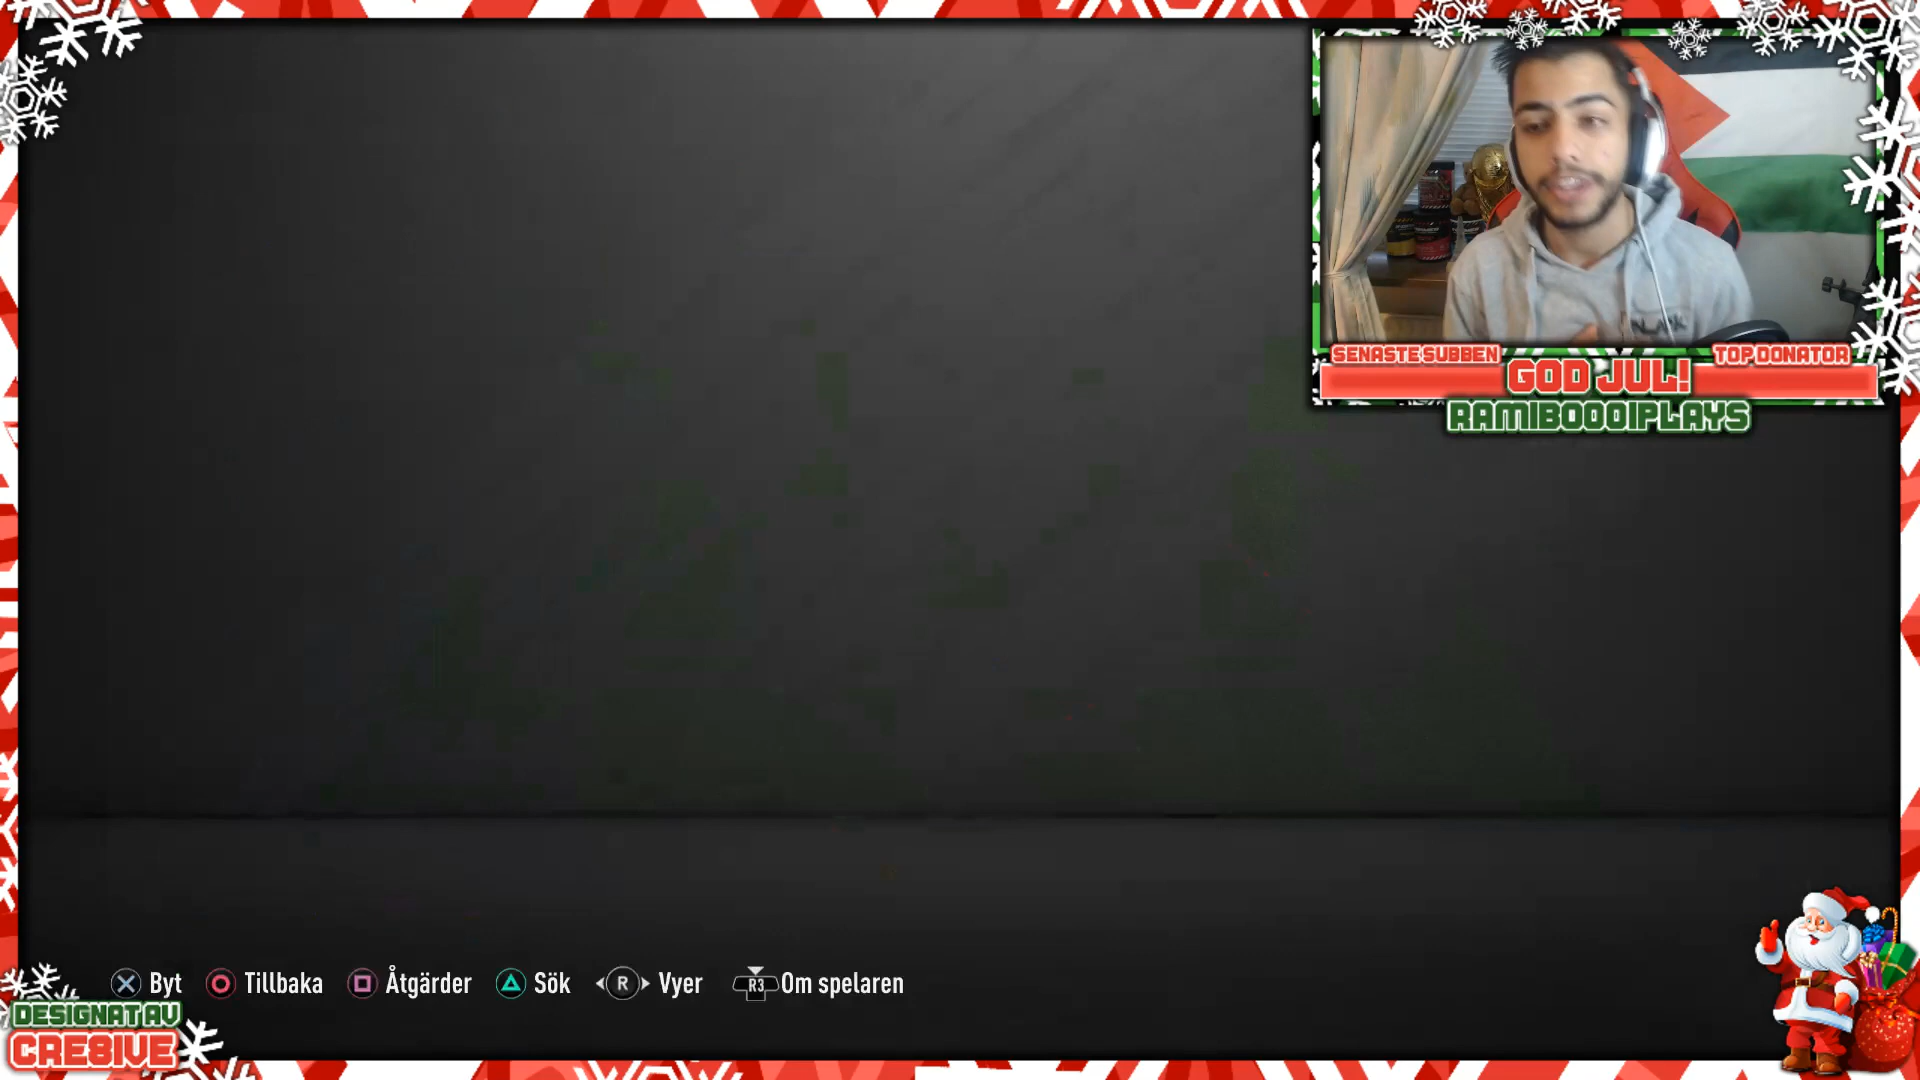 SENASTE SUBBEN
TOP DONATOR
GOD JUL!
RAMIBOOOIPLAYS
Byt
Tillbaka
Åtgärder
Sök
R
Vyer
R3
Om spelaren
DESIGNAT AV
CRE8IVE